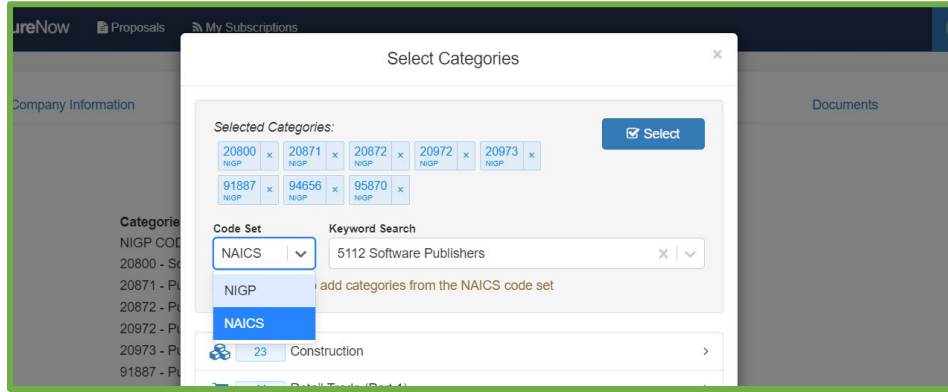 ureNow Proposals My Subscriptions
Select Categories ×
Company Information Documents
Selected Categories:
Select
20800 × 20871 × 20872 × 20972 × 20973 ×
NIGP NIGP NIGP NIGP NIGP
91887 × 94656 × 95870 ×
NIGP NIGP NIGP
Categorie
Code Set Keyword Search
NIGP COD
NAICS 5112 Software Publishers
20800 - So
20871 - Pu
NIGP add categories from the NAICS code set
20872 - Pu
NAICS
20972 - Pu
20973 - Pu
23 Construction
91887 - Pu